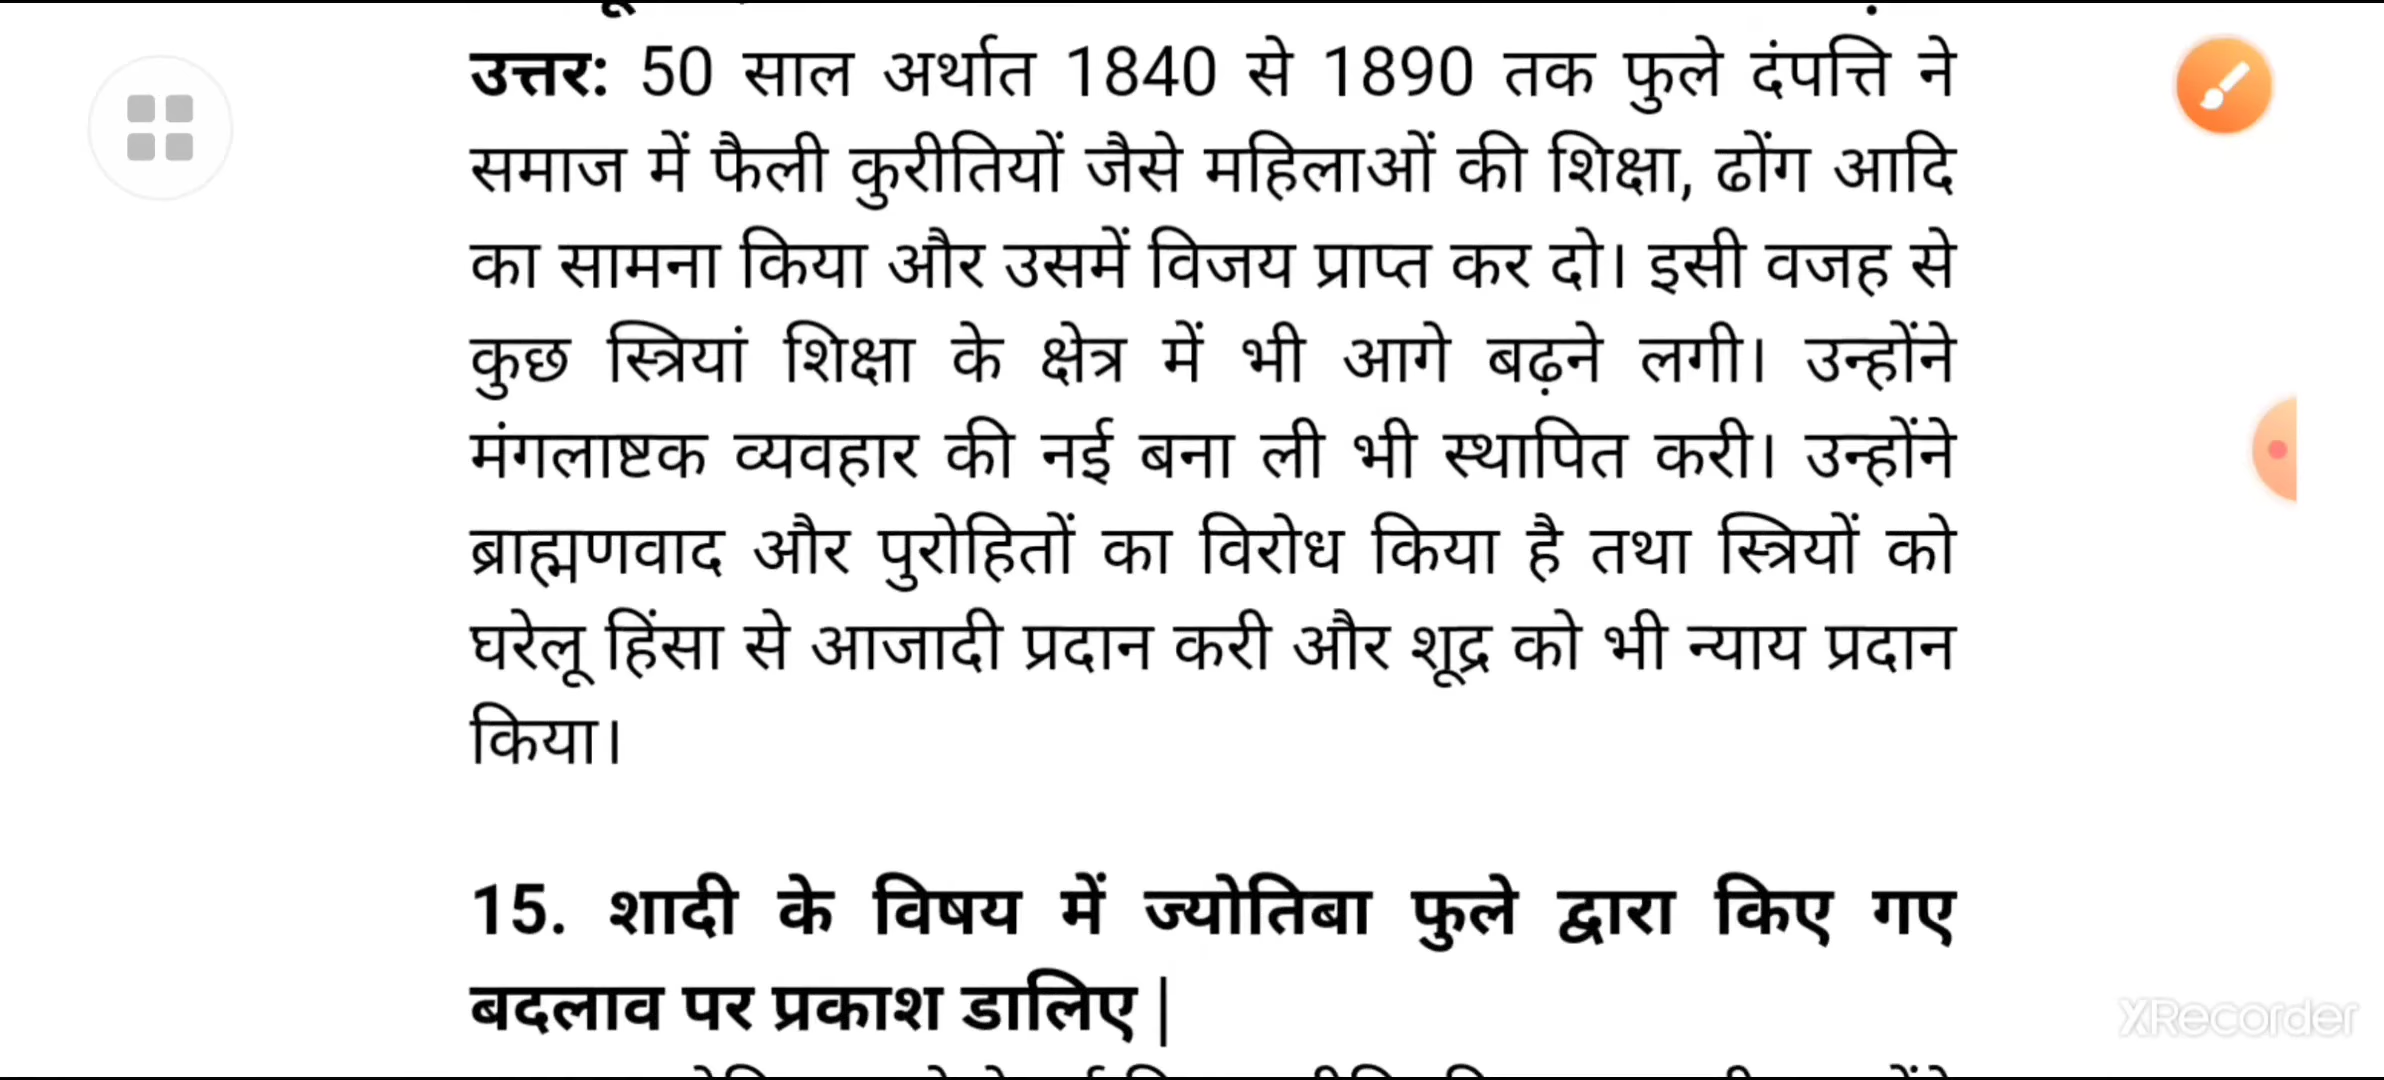 उत्तर: 50 साल अर्थात 1840 से 1890 तक फुले दंपत्ति ने
समाज में फैली कुरीतियों जैसे महिलाओं की शिक्षा, ढोंग आदि
का सामना किया और उसमें विजय प्राप्त कर दो। इसी वजह से
कुछ स्त्रियां शिक्षा के क्षेत्र में भी आगे बढ़ने लगी। उन्होंने
मंगलाष्टक व्यवहार की नई बना ली भी स्थापित करी। उन्होंने
ब्राह्मणवाद और पुरोहितों का विरोध किया है तथा स्त्रियों को
घरेलू हिंसा से आजादी प्रदान करी और शूद्र को भी न्याय प्रदान
किया।
15. शादी के विषय में ज्योतिबा फुले द्वारा किए गए
बदलाव पर प्रकाश डालिए|
XRecorder